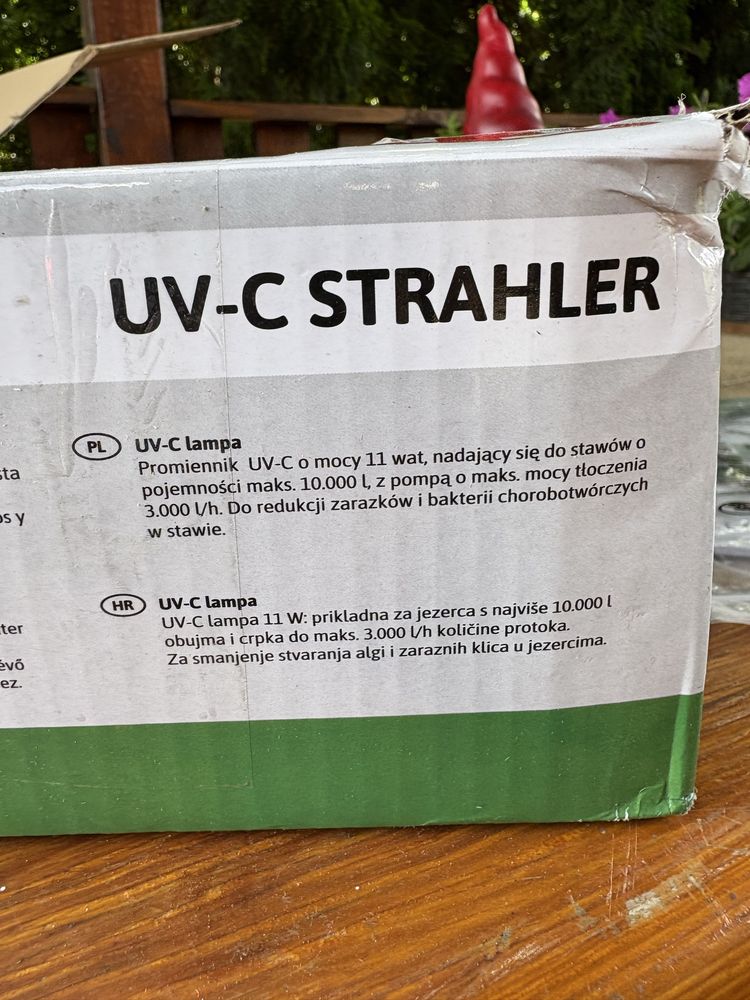 UV-C STRAHLER
PL UV-C lampa
Promiennik UV-C o mocy 11 wat, nadający się do stawów o
pojemności maks. 10.000 l, z pompą o maks. mocy tłoczenia
3.000 l/h. Do redukcji zarazków i bakterii chorobotwórczych
w stawie.
HR UV-C lampa
UV-C lampa 11 W: prikladna za jezerca s najviše 10.000 l
obujma i crpka do maks. 3.000 l/h količine protoka.
Za smanjenje stvaranja algi i zaraznih klica u jezercima.
y
ez.